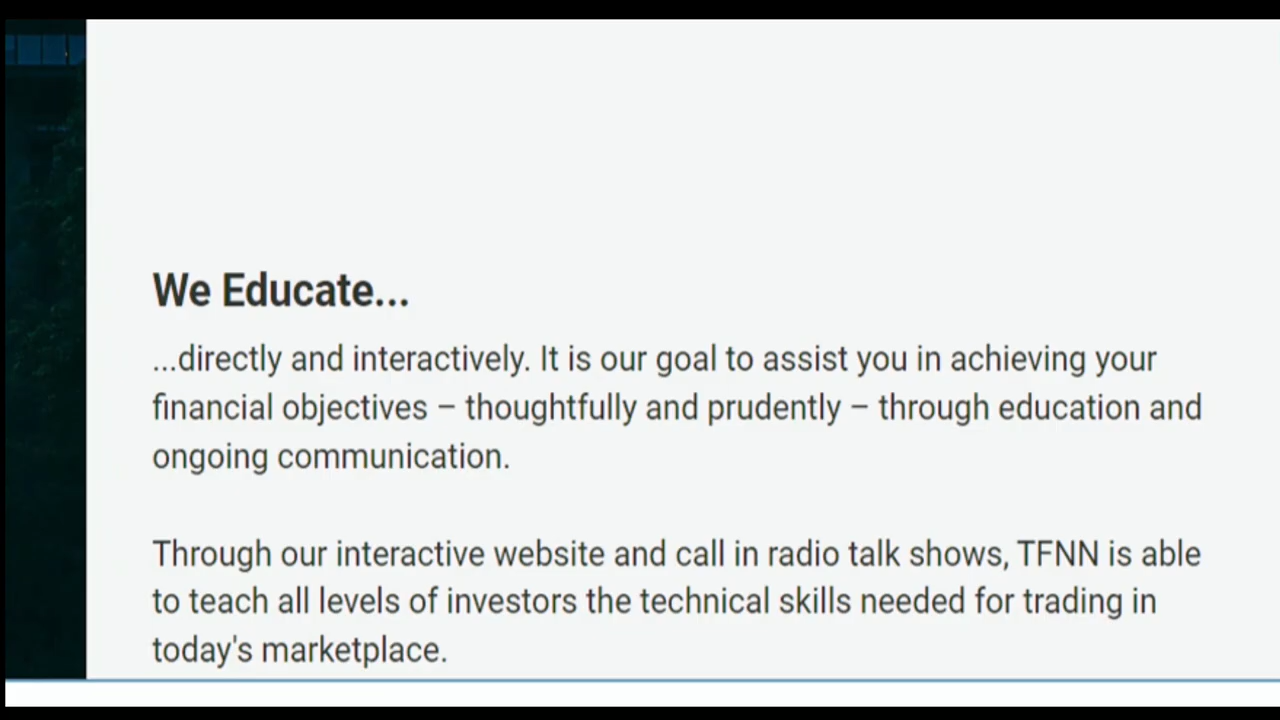 We Educate...
...directly and interactively. It is our goal to assist you in achieving your
financial objectives – thoughtfully and prudently – through education and
ongoing communication.
Through our interactive website and call in radio talk shows, TFNN is able
to teach all levels of investors the technical skills needed for trading in
today's marketplace.